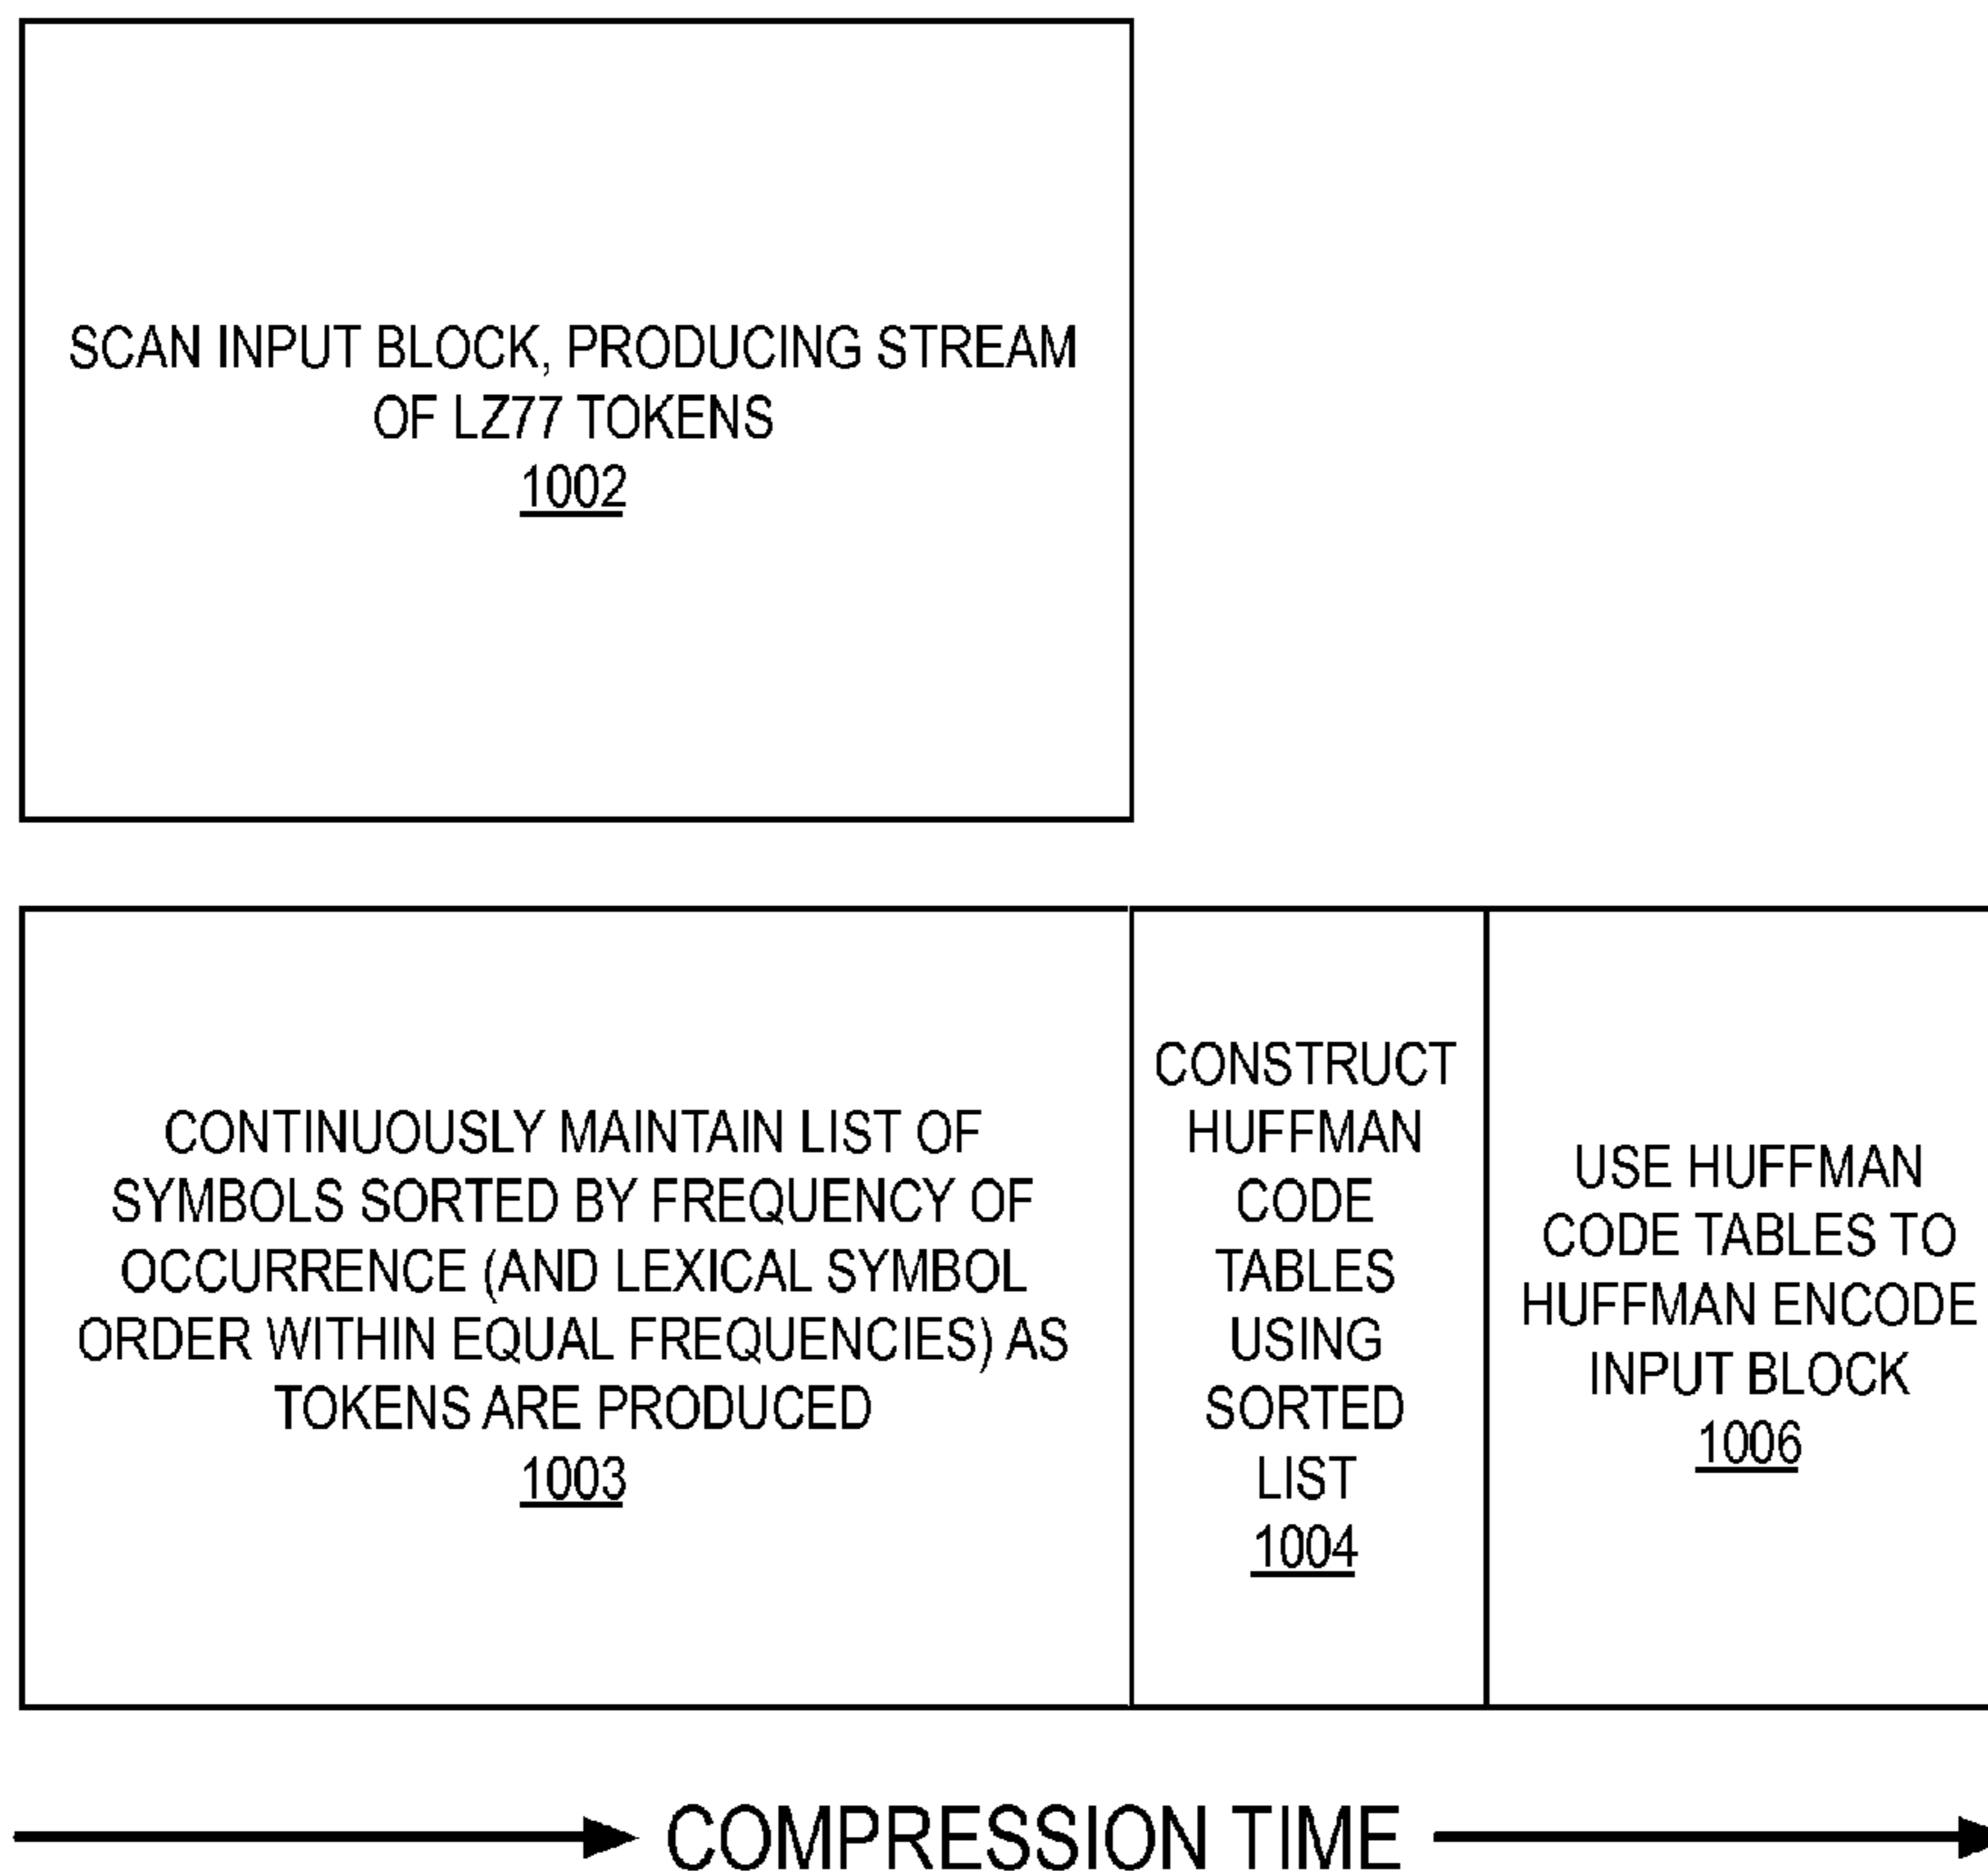 SCAN INPUT BLOCK, PRODUCING STREAM
OF LZ77 TOKENS
1002
CONTINUOUSLY MAINTAIN LIST OF
SYMBOLS SORTED BY FREQUENCY OF
OCCURRENCE (AND LEXICAL SYMBOL
ORDER WITHIN EQUAL FREQUENCIES) AS
TOKENS ARE PRODUCED
1003
CONSTRUCT
HUFFMAN
CODE
TABLES
USING
SORTED
LIST
1004
USE HUFFMAN
CODE TABLES TO
HUFFMAN ENCODE
INPUT BLOCK
1006
COMPRESSION TIME